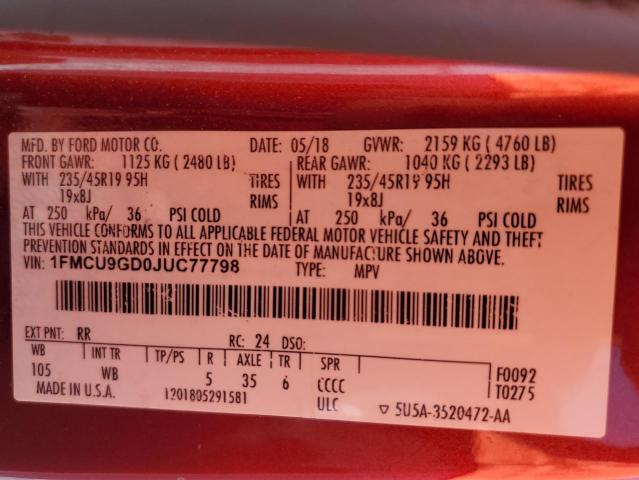 MFD. BY FORD MOTOR CO. DATE: 05/18 GVWR: 2159 KG ( 4760 LB)
FRONT GAWR: 1125 KG ( 2480 LB) REAR GAWR: 1040 KG ( 2293 LB)
WITH 235/45R19 95H TIRES WITH 235/45R19 95H TIRES
19x8J RIMS 19x8J RIMS
AT 250 kPa/ 36 PSI COLD AT 250 kPa/ 36 PSI COLD
THIS VEHICLE CONFORMS TO ALL APPLICABLE FEDERAL MOTOR VEHICLE SAFETY AND THEFT
PREVENTION STANDARDS IN EFFECT ON THE DATE OF MANUFACTURE SHOWN ABOVE.
VIN: 1FMCU9GD0JUC77798 TYPE: MPV
EXT PNT: RR RC: 24 DSO:
WB INT TR TP/PS R AXLE TR SPR F0092
105 WB 5 35 6 CCCC T0275
MADE IN U.S.A. 1201805291581 ULC ▽ 5U5A-3520472-AA